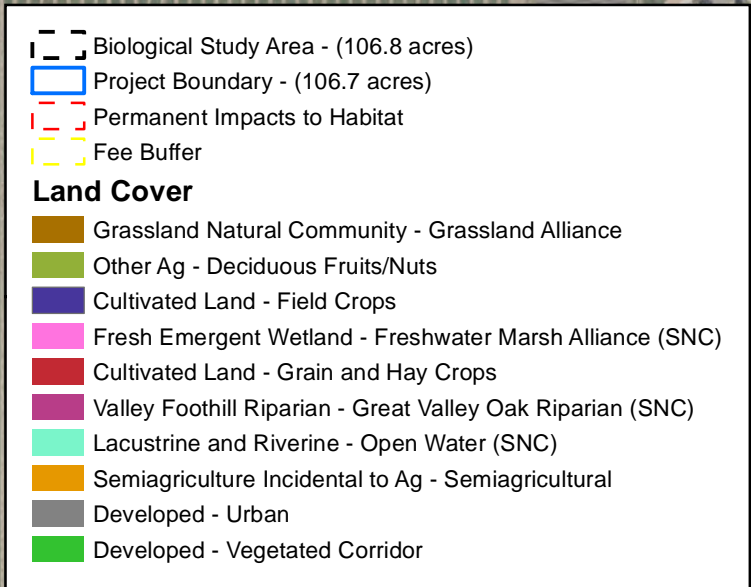 Biological Study Area - (106.8 acres)
Project Boundary - (106.7 acres)
Permanent Impacts to Habitat
Fee Buffer
Land Cover
Grassland Natural Community - Grassland Alliance
Other Ag - Deciduous Fruits/Nuts
Cultivated Land - Field Crops
Fresh Emergent Wetland - Freshwater Marsh Alliance (SNC)
Cultivated Land - Grain and Hay Crops
Valley Foothill Riparian - Great Valley Oak Riparian (SNC)
Lacustrine and Riverine - Open Water (SNC)
Semiagriculture Incidental to Ag - Semiagricultural
Developed - Urban
Developed - Vegetated Corridor